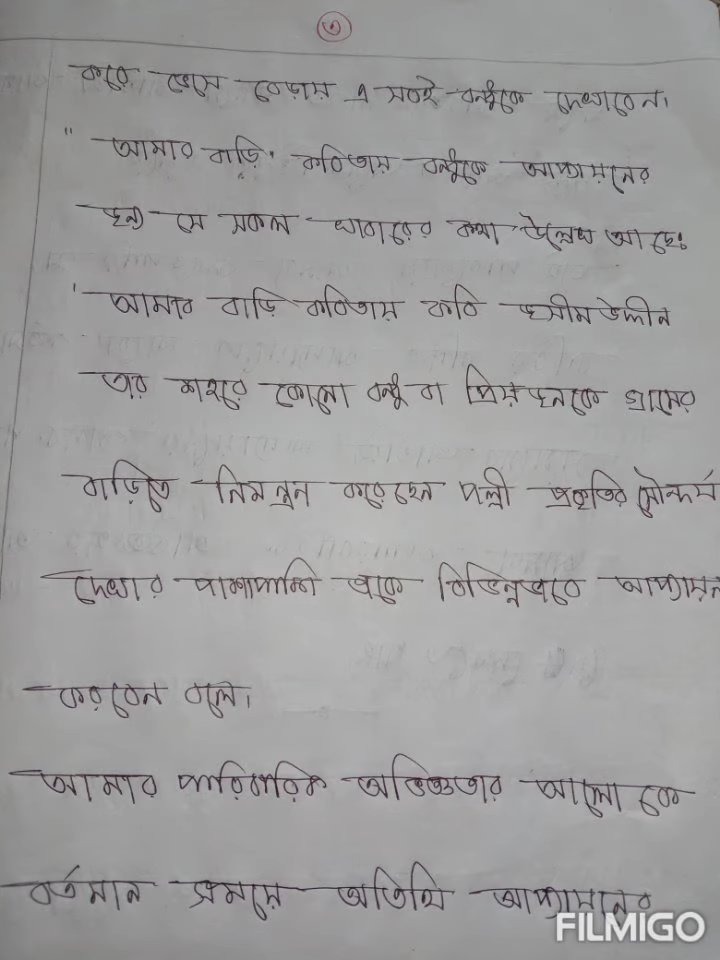 ৩
করে ভেসে বেড়ায় এ সবই বন্ধুকে দেখাবেন।
"আমার বাড়ি" কবিতায় বন্ধুকে আপ্যায়নের
জন্য যে সকল খাবারের কথা উল্লেখ আছেঃ
'আমার বাড়ি কবিতায় কবি জসীম উদ্দীন
তার শহরে কোনো বন্ধু বা প্রিয়জনকে গ্রামের
বাড়িতে নিমন্ত্রন করেছেন পল্লী প্রকৃতির সৌন্দর্য
দেখার পাশাপাশি তাকে বিভিন্নভাবে আপ্যায়ন
করবেন বলে।
আমার পারিবারিক অভিজ্ঞতার আলোকে
বর্তমান সময়ে অতিথি আপ্যায়নের
FILMIGO